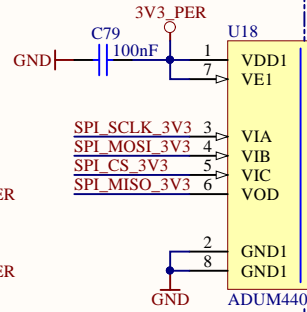 3V3_PER
C79
U18
GND
100nF
1
VDD1
7
VE1
SPI_SCLK_3V3
3
VIA
SPI_MOSI_3V3
4
VIB
SPI_CS_3V3
5
VIC
SPI_MISO_3V3
6
VOD
ER
2
GND1
8
GND1
ER
GND
ADUM440